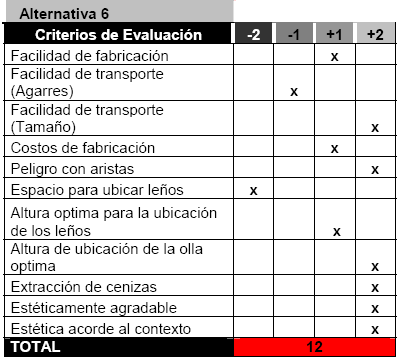 Alternativa 6
Criterios de Evaluación -2 -1 +1 +2
Facilidad de fabricación x
Facilidad de transporte
(Agarres) x
Facilidad de transporte
(Tamaño) x
Costos de fabricación x
Peligro con aristas x
Espacio para ubicar leños x
Altura optima para la ubicación
de los leños x
Altura de ubicación de la olla
optima x
Extracción de cenizas x
Estéticamente agradable x
Estética acorde al contexto x
TOTAL 12